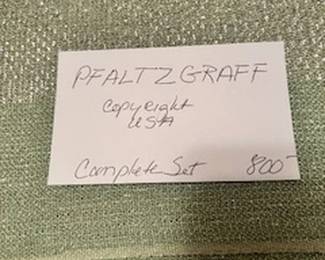 PFALTZGRAFF
Copyright
USA
Complete Set 800-